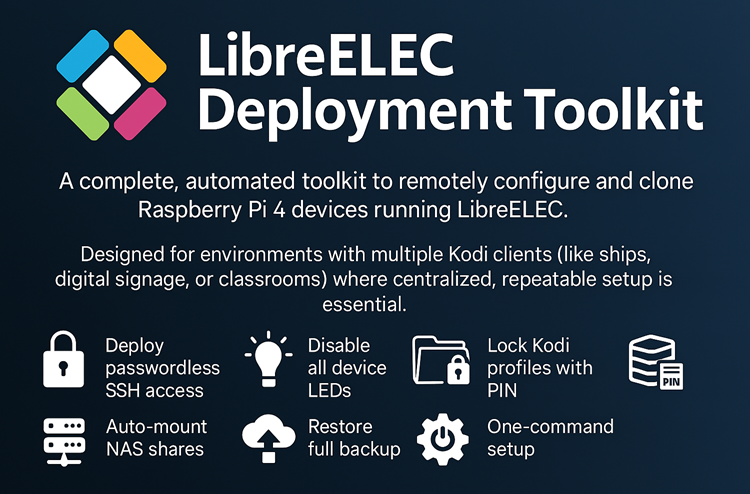 LibreELEC
Deployment Toolkit
A complete, automated toolkit to remotely configure and clone
Raspberry Pi 4 devices running LibreELEC.
Designed for environments with multiple Kodi clients (like ships,
digital signage, or classrooms) where centralized, repeatable setup is
essential.
Deploy
passwordless
SSH access
Disable
all device
LEDs
Lock Kodi
profiles with
PIN
PIN
Auto-mount
NAS shares
Restore
full backup
One-command
setup